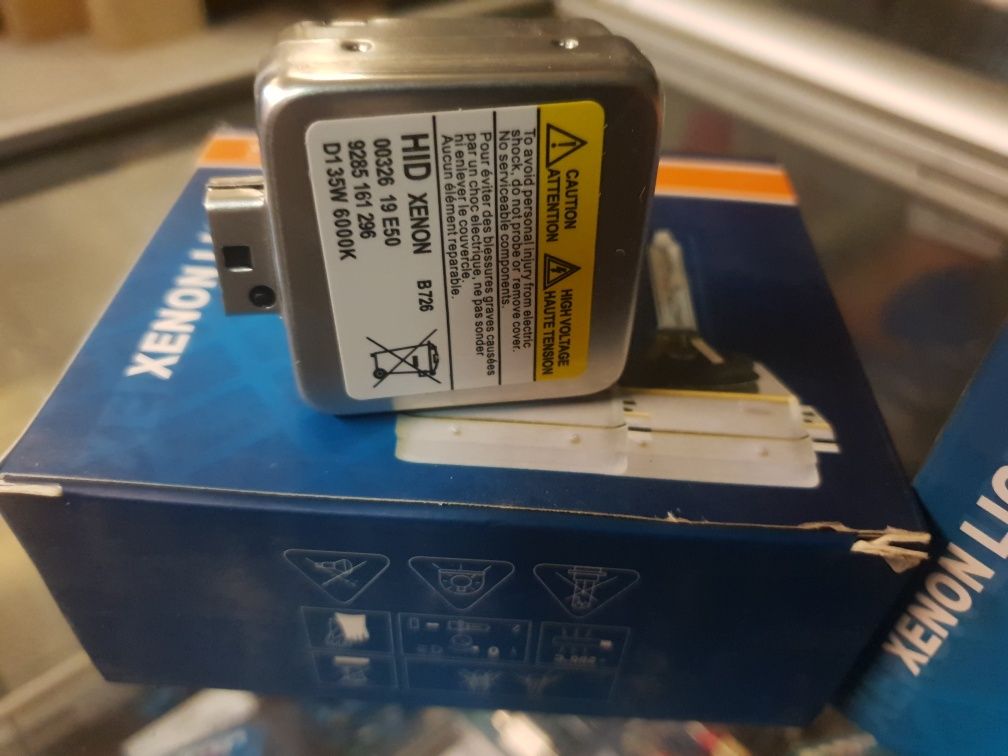 CAUTION
ATTENTION
HIGH VOLTAGE
HAUTE TENSION
To avoid personal injury from electric
shock, do not probe or remove cover.
No serviceable components
Pour éviter des blessures graves causées
par un choc electrique, ne pas sonder
ni enlever le couvercle.
Aucun élément reparable.
HID XENON B726
00326 19 E50
9285 161 296
D1 35W 6000K
XENON
XENON